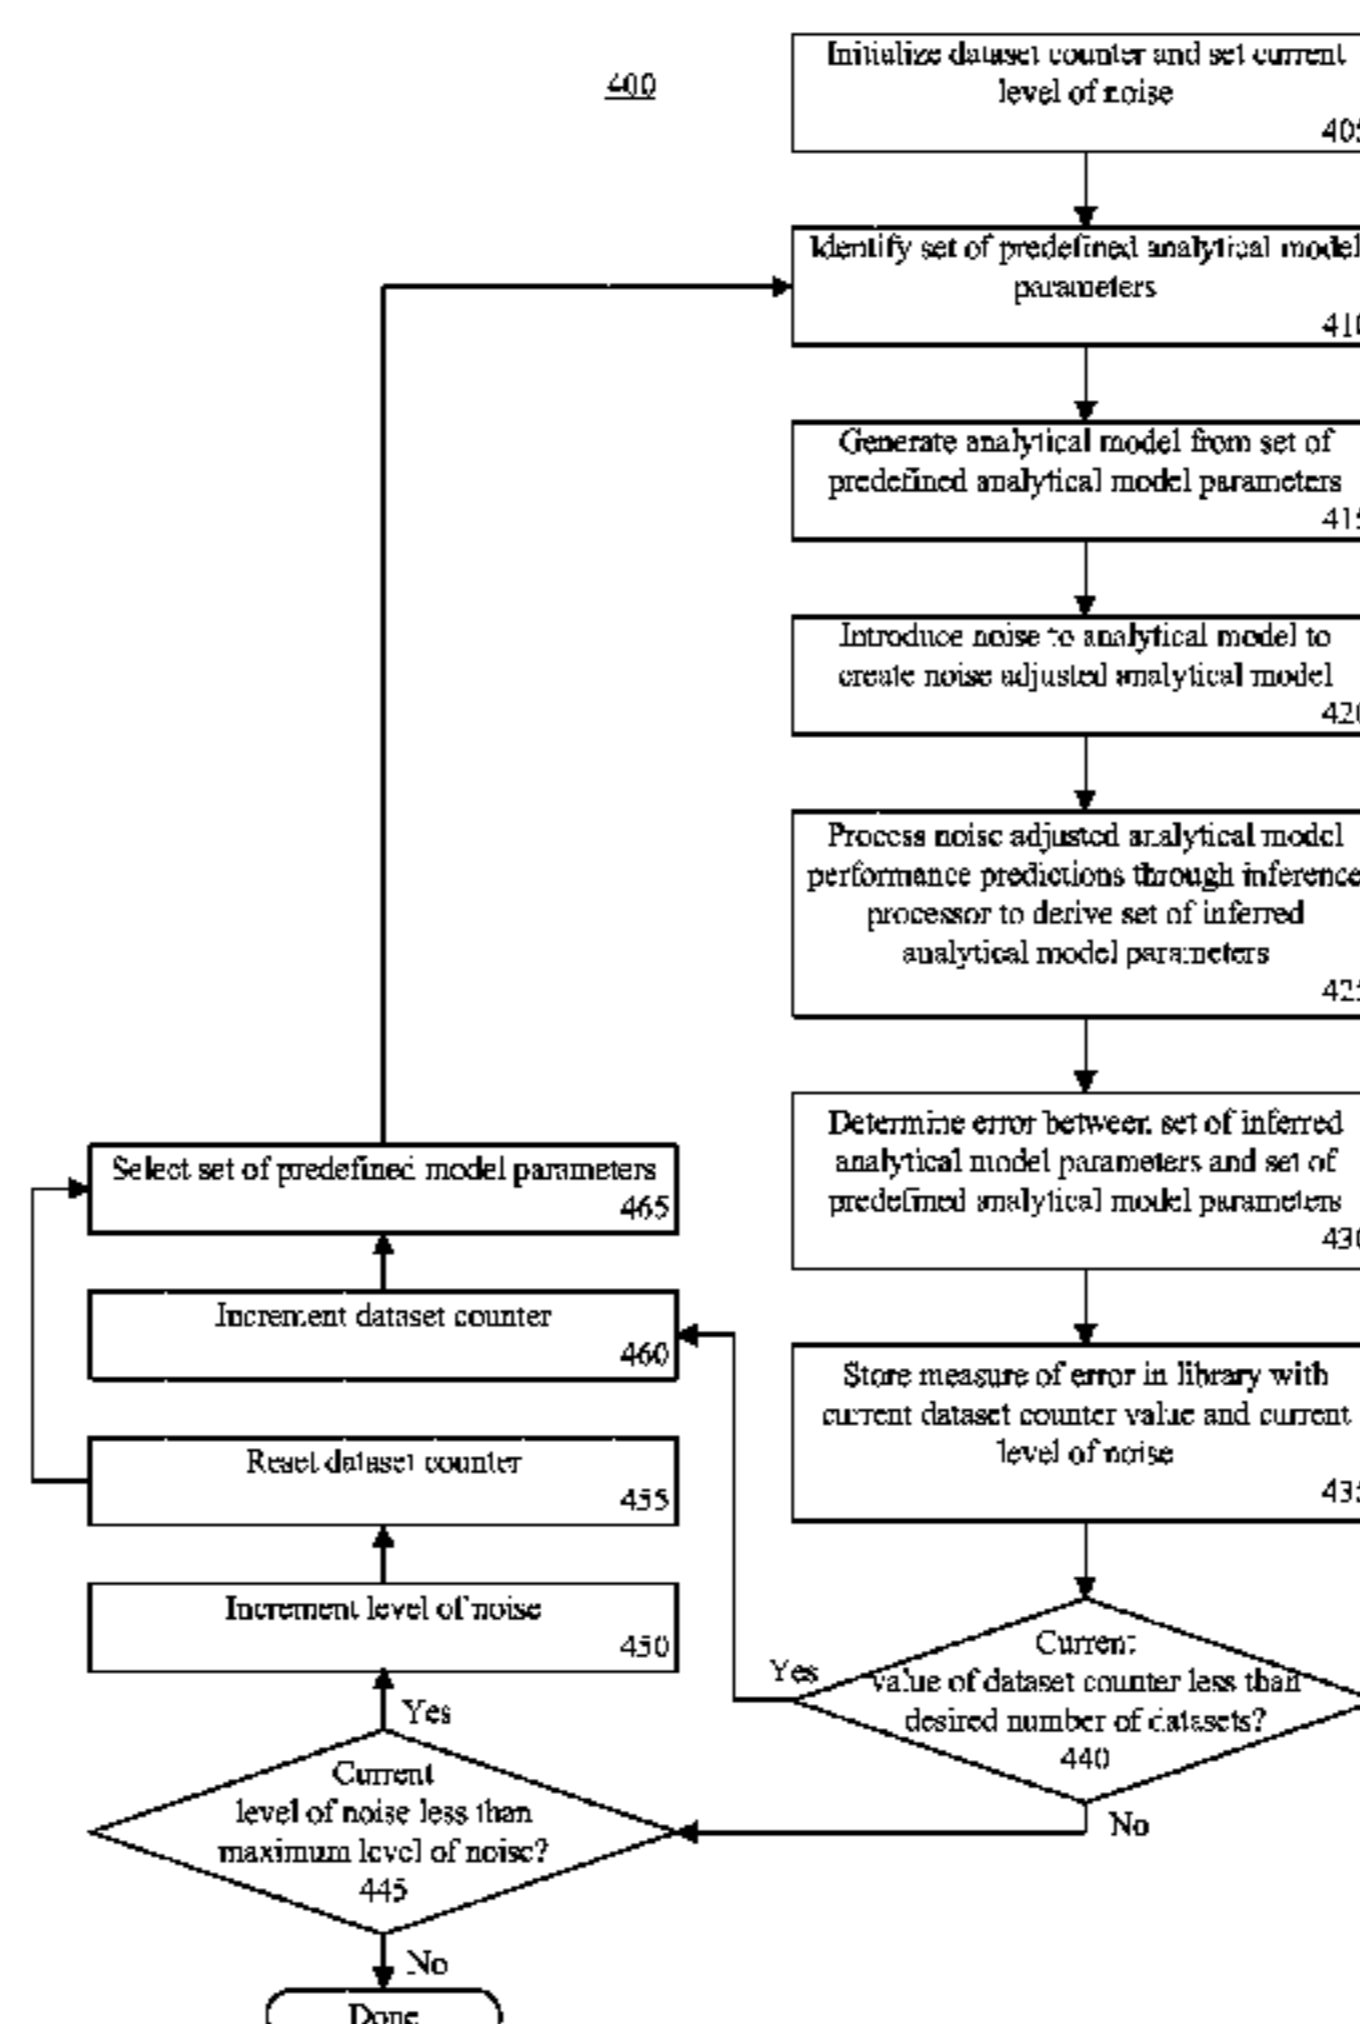 400
Initialize dataset counter and set current
level of noise
405
Identify set of predefined analytical model
parameters
410
Generate analytical model from set of
predefined analytical model parameters
415
Introduce noise to analytical model to
create noise adjusted analytical model
420
Process noise adjusted analytical model
performance predictions through inference
processor to derive set of inferred
analytical model parameters
425
Determine error between set of inferred
analytical model parameters and set of
predefined analytical model parameters
430
Store measure of error in library with
current dataset counter value and current
level of noise
435
Current
value of dataset counter less than
desired number of datasets?
440
Yes
No
Select set of predefined model parameters
465
Increment dataset counter
460
Reset dataset counter
455
Increment level of noise
450
Yes
Current
level of noise less than
maximum level of noise?
445
No
Done